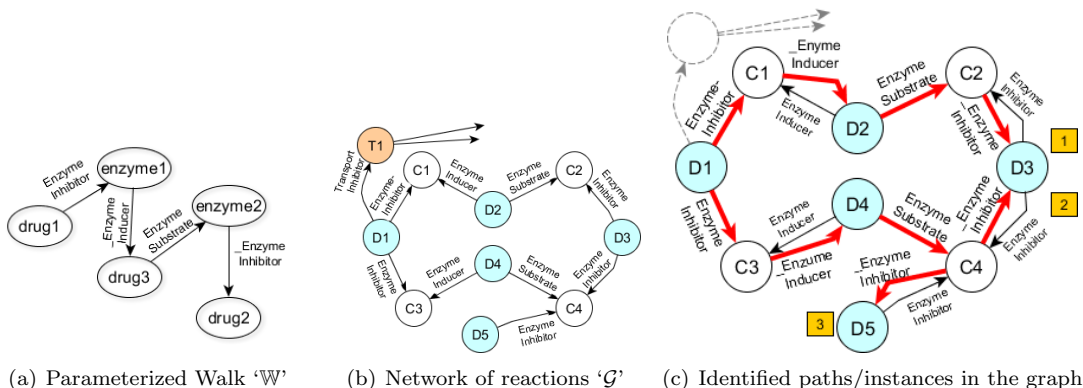 Enzyme
Inhibitor
enzyme1
_Enzyme
Inducer
Enzyme
Substrate
enzyme2
_Enzyme
Inhibitor
drug1
drug3
drug2
(a) Parameterized Walk ‘𝕎’
T1
Transport
Inhibitor
Enzyme-
Inhibitor
C1
Enzyme
Inducer
Enzyme
Substrate
C2
Enzyme
Inhibitor
D2
D1
D4
D3
Enzyme
Inhibitor
Enzyme
Inducer
Enzyme
Substrate
Enzyme
Inhibitor
C3
C4
D5
Enzyme
Inhibitor
(b) Network of reactions ‘𝒢’
_Enyme
Inducer
C1
Enzyme
Substrate
C2
Enzyme
Inhibitor
Enzyme-
Inhibitor
Enzyme
Inducer
D2
_Enzyme
Inhibitor
1
D1
D3
D4
2
Enzyme
Inhibitor
Enzyme
Inducer
Enzyme
Substrate
_Enzyme
Inhibitor
Enzyme
Inhibitor
C3
_Enzume
Inducer
_Enzyme
Inhibitor
C4
3
D5
Enzyme
Inhibitor
(c) Identified paths/instances in the graph